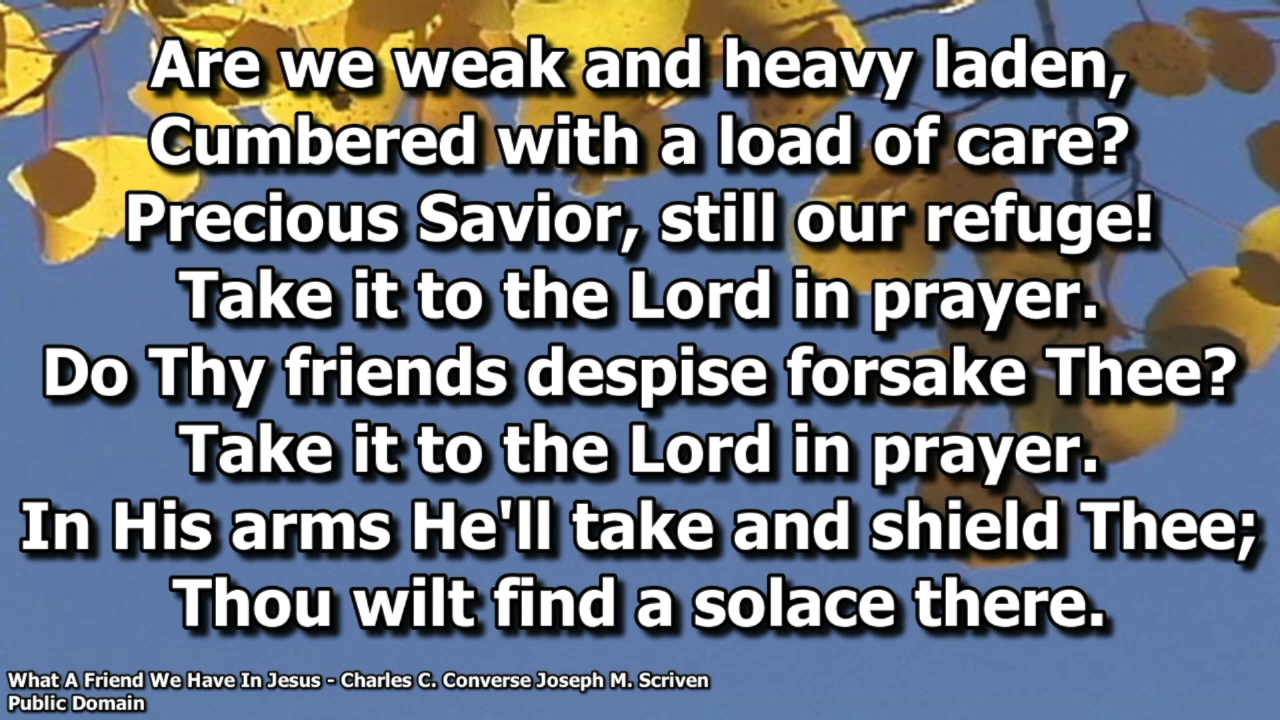 Are we weak and heavy laden,
Cumbered with a load of care?
Precious Savior, still our refuge!
Take it to the Lord in prayer.
Do Thy friends despise forsake Thee?
Take it to the Lord in prayer.
In His arms He'll take and shield Thee;
Thou wilt find a solace there.
What A Friend We Have In Jesus - Charles C. Converse Joseph M. Scriven
Public Domain